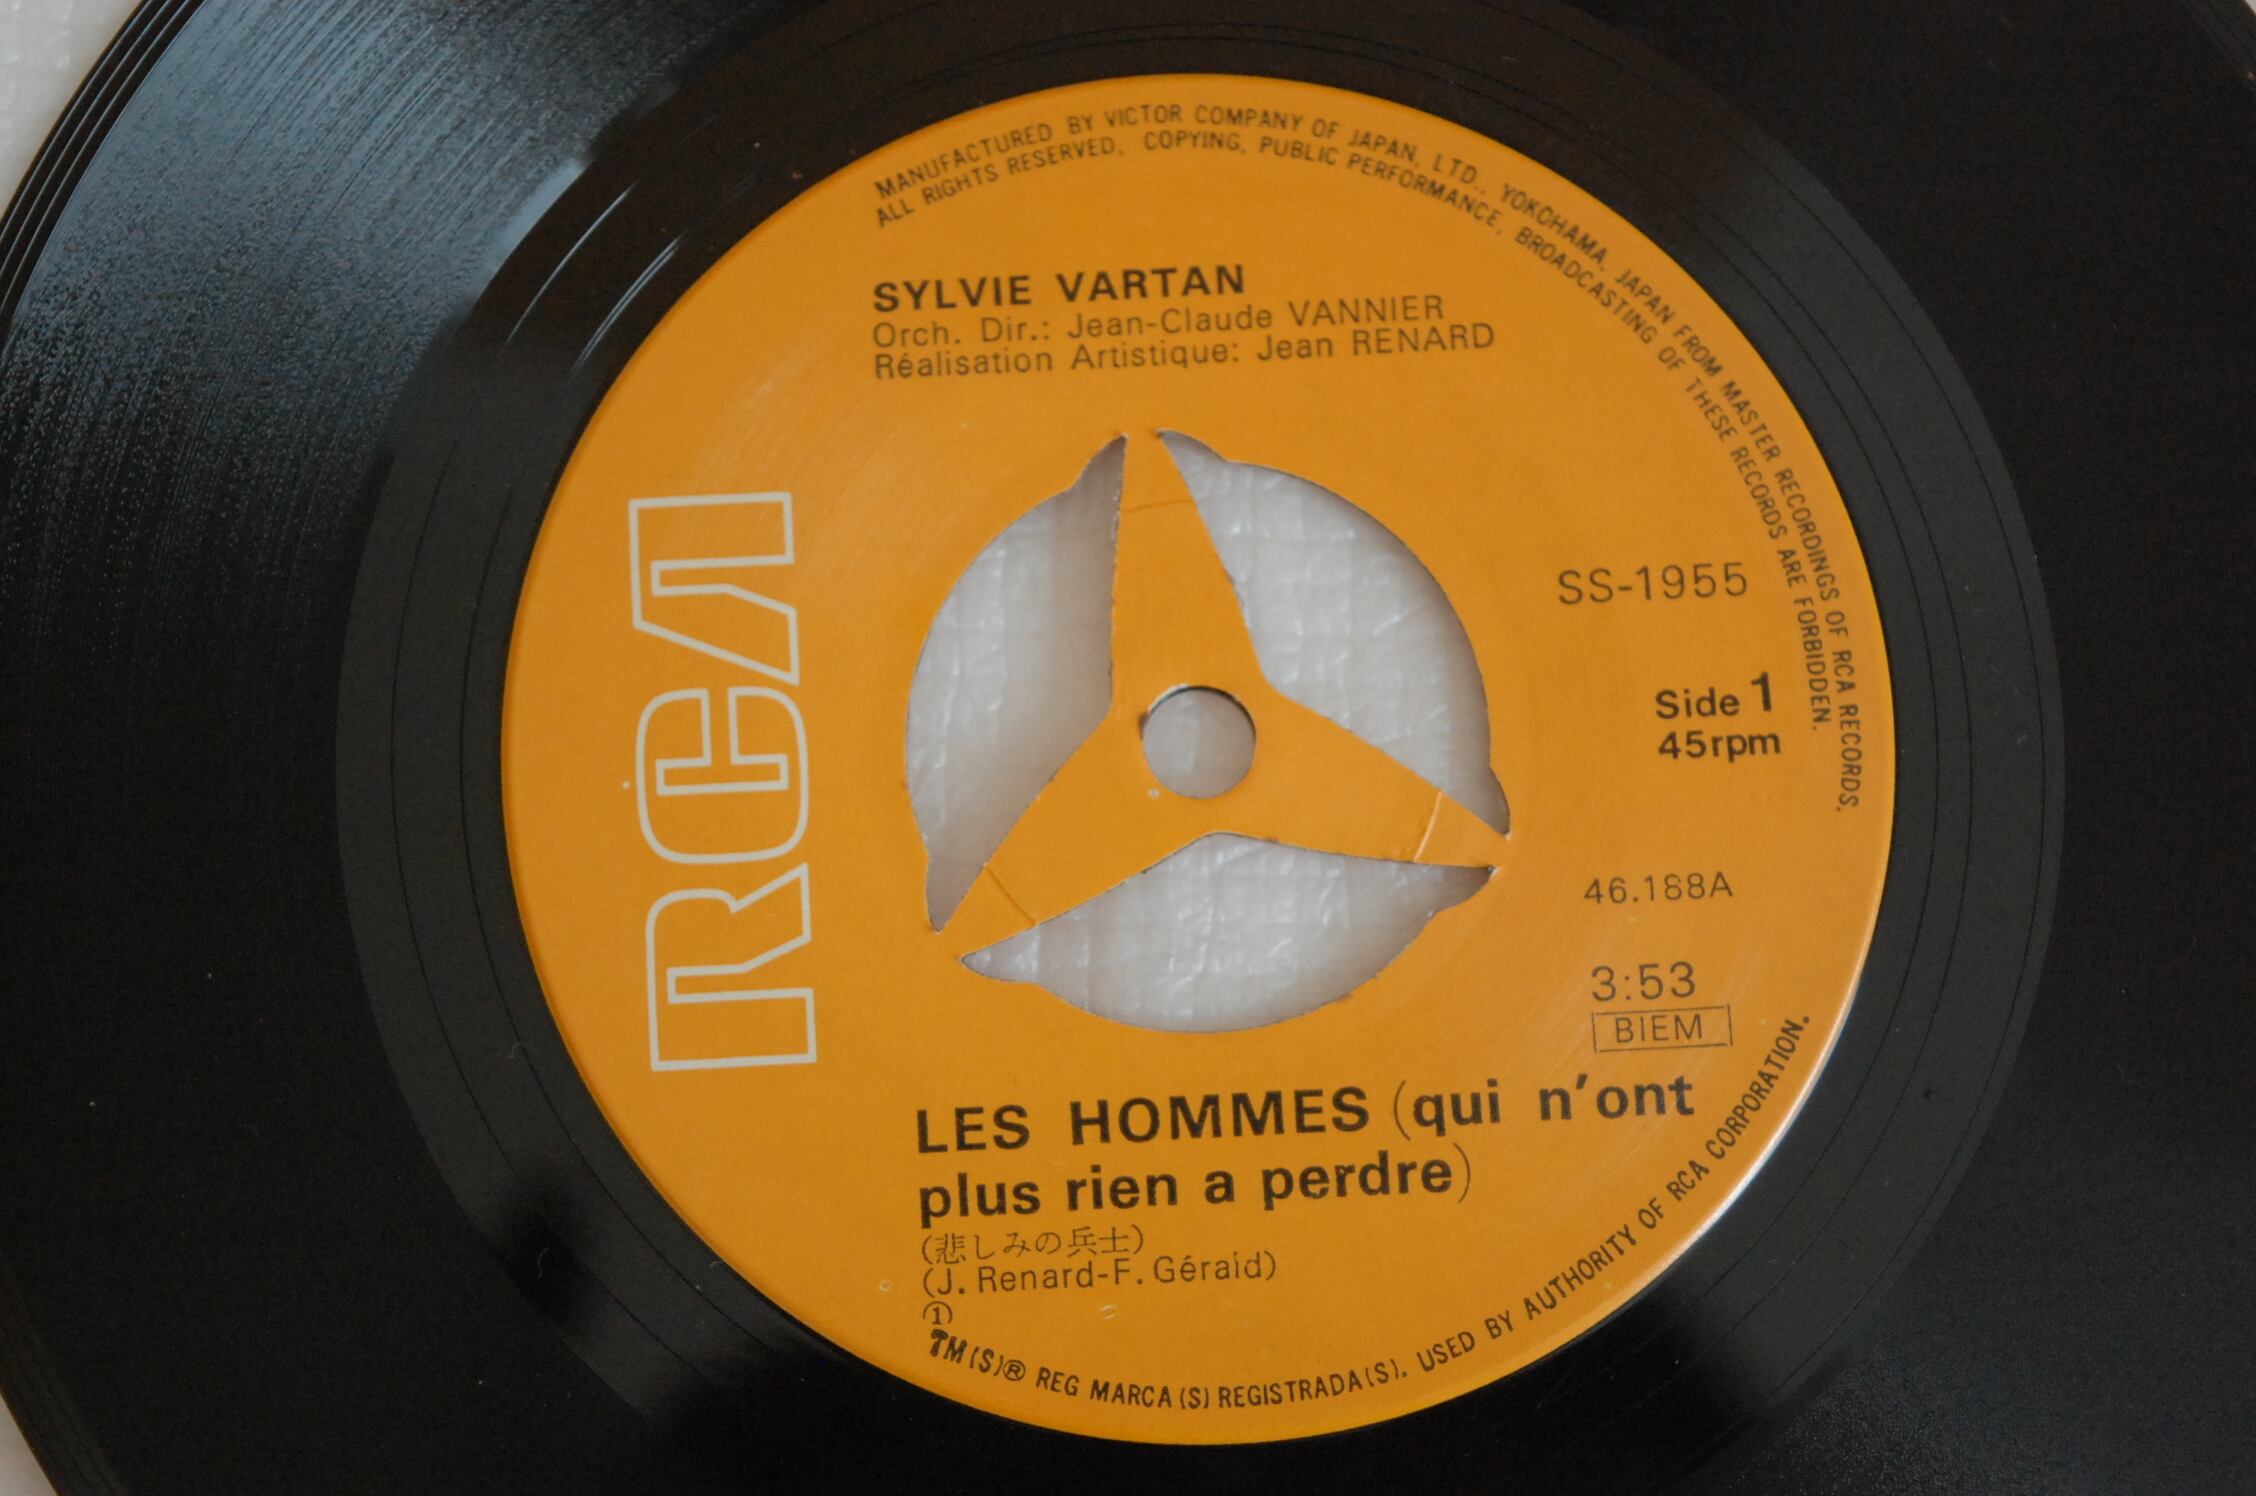 MANUFACTURED BY VICTOR COMPANY OF JAPAN, LTD., YOKOHAMA, JAPAN FROM MASTER RECORDINGS OF RCA RECORDS.
ALL RIGHTS RESERVED. COPYING, PUBLIC PERFORMANCE, BROADCASTING OF THESE RECORDS ARE FORBIDDEN.
SYLVIE VARTAN
Orch. Dir.: Jean-Claude VANNIER
Réalisation Artistique: Jean RENARD
RCA
SS-1955
Side 1
45rpm
46.188A
3:53
BIEM
LES HOMMES (qui n'ont
plus rien a perdre)
(悲しみの兵士)
(J. Renard-F. Gérald)
①
TM(S)® REG MARCA(S) REGISTRADA(S). USED BY AUTHORITY OF RCA CORPORATION.